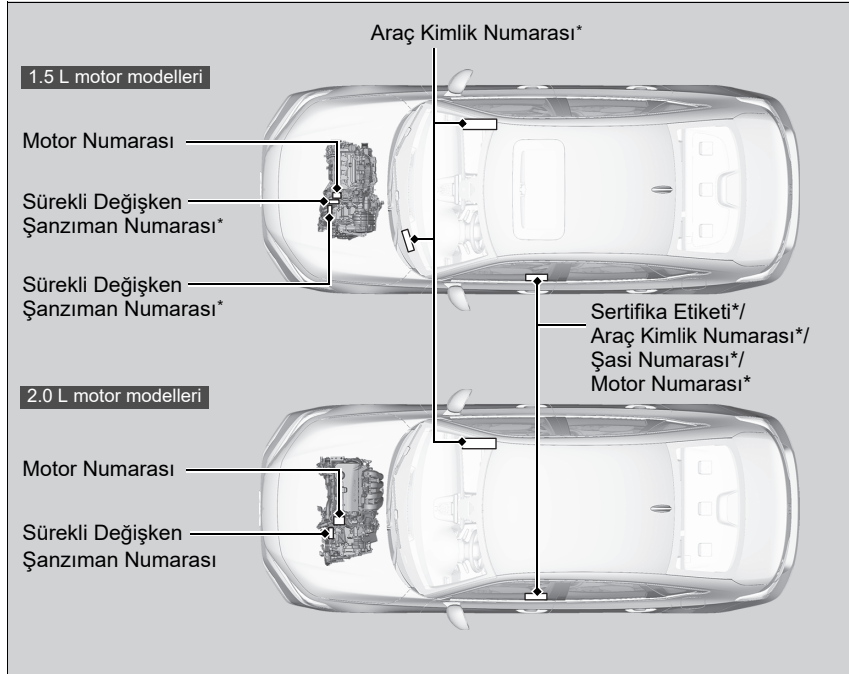 Araç Kimlik Numarası*
1.5 L motor modelleri
Motor Numarası
Sürekli Değişken
Şanzıman Numarası*
Sürekli Değişken
Şanzıman Numarası*
Sertifika Etiketi*/
Araç Kimlik Numarası*/
Şasi Numarası*/
Motor Numarası*
2.0 L motor modelleri
Motor Numarası
Sürekli Değişken
Şanzıman Numarası